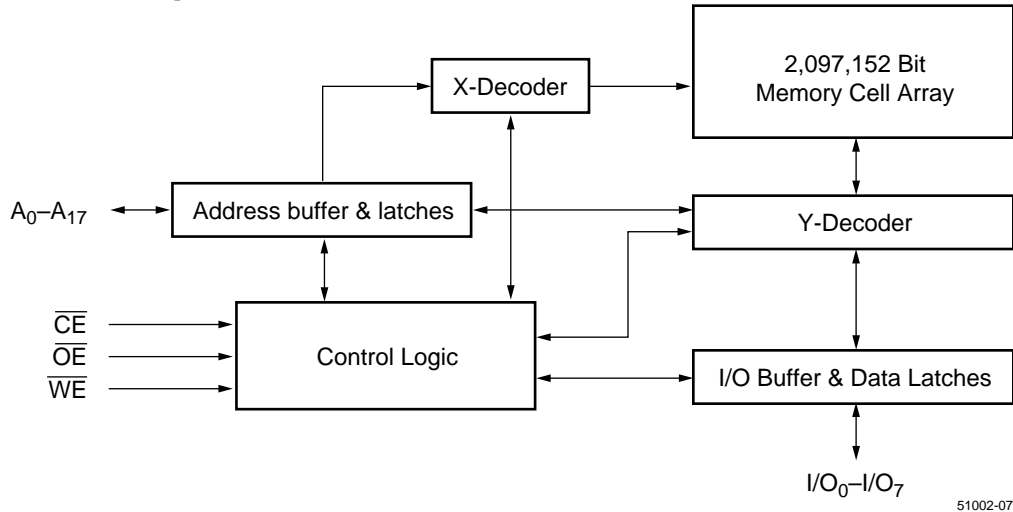 2,097,152 Bit
Memory Cell Array
X-Decoder
A0–A17
Address buffer & latches
Y-Decoder
CE
OE
WE
Control Logic
I/O Buffer & Data Latches
I/O0–I/O7
51002-07